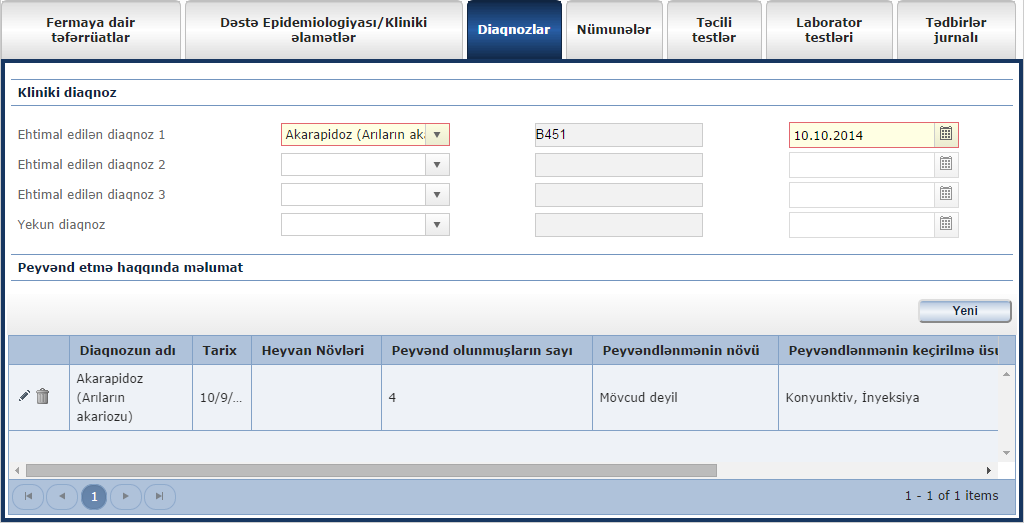 Fermaya dair təfərrüatlar
Dəstə Epidemiologiyası/Kliniki əlamətlər
Diaqnozlar
Nümunələr
Təcili testlər
Laborator testləri
Tədbirlər jurnalı
Kliniki diaqnoz
Ehtimal edilən diaqnoz 1 Akarapidoz (Arıların aka B451 10.10.2014
Ehtimal edilən diaqnoz 2
Ehtimal edilən diaqnoz 3
Yekun diaqnoz
Peyvənd etmə haqqında məlumat
Yeni
Diaqnozun adı Tarix Heyvan Növləri Peyvənd olunmuşların sayı Peyvəndlənmənin növü Peyvəndlənmənin keçirilmə üsu
Akarapidoz
(Arıların
akariozu)
10/9/... 4 Mövcud deyil Konyunktiv, İnyeksiya
1
1 - 1 of 1 items